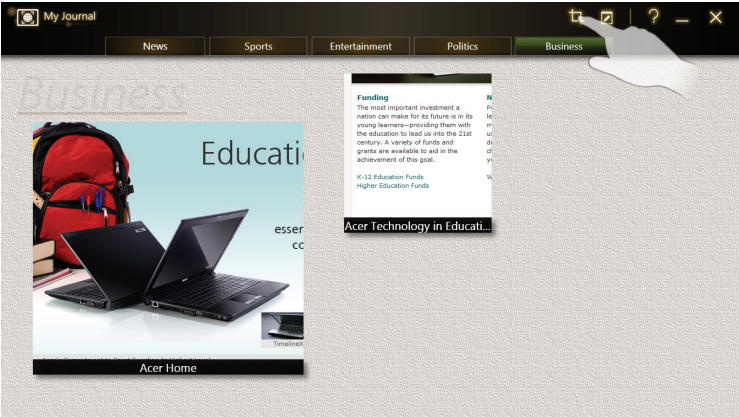 My Journal
?
News
Sports
Entertainment
Politics
Business
Business
Educati
esser
cc
TimelineX
Acer Home
Funding
The most important investment a
nation can make for its future is in its
young learners—providing them with
the education to lead us into the 21st
century. A variety of funds and
grants are available to aid in the
achievement of this goal.
K-12 Education Funds
Higher Education Funds
Acer Technology in Educati...